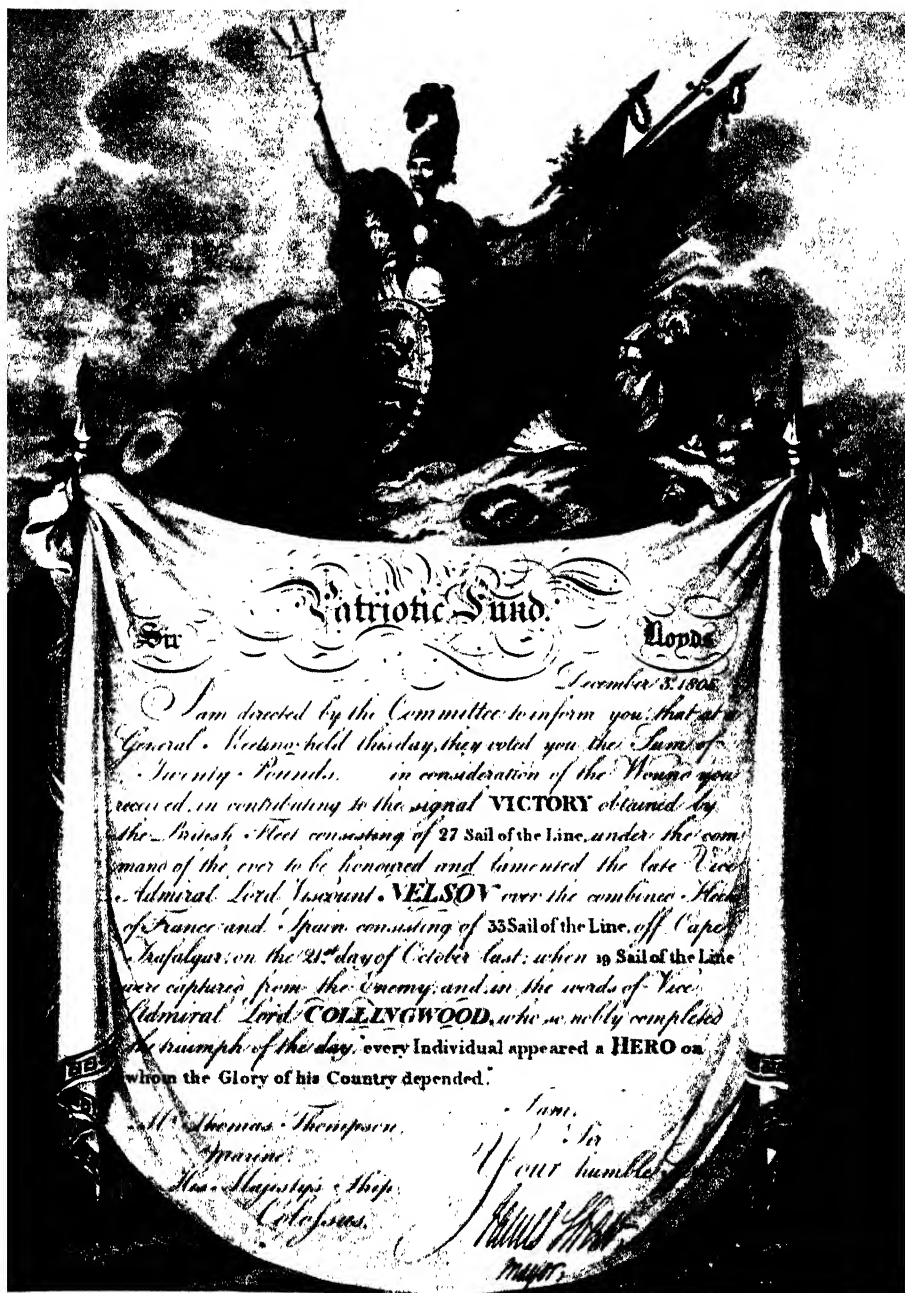 Patriotic Fund.
Sir Lloyds
December 3. 1805
I am directed by the Committee to inform you, that at a
General Meeting held this day, they voted you the Sum of
Twenty Pounds. in consideration of the Wound you
received, in contributing to the signal VICTORY obtained by
the British Fleet consisting of 27 Sail of the Line, under the com
mand of the ever to be honoured and lamented the late Vice
Admiral Lord Viscount NELSON over the combined Fleets
of France and Spain consisting of 33 Sail of the Line, off Cape
Trafalgar, on the 21st day of October last; when 19 Sail of the Line
were captured from the Enemy; and, in the words of Vice
Admiral Lord COLLINGWOOD, who so nobly completed
the triumph of the day, "every Individual appeared a HERO on
whom the Glory of his Country depended."
I am,
Sir
Your humble
Mr Thomas Thompson,
Marine.
His Majesty's Ship
Colossus.
Mayor.